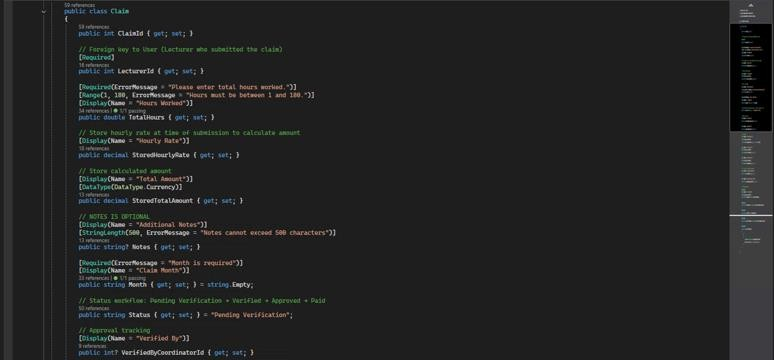 59 references
public class Claim
{
59 references
public int ClaimId { get; set; }
// Foreign key to User (Lecturer who submitted the claim)
[Required]
16 references
public int LecturerId { get; set; }
[Required(ErrorMessage = "Please enter total hours worked.")]
[Range(1, 180, ErrorMessage = "Hours must be between 1 and 180.")]
[Display(Name = "Hours Worked")]
34 references | 1/1 passing
public double TotalHours { get; set; }
// Store hourly rate at time of submission to calculate amount
[Display(Name = "Hourly Rate")]
18 references
public decimal StoredHourlyRate { get; set; }
// Store calculated amount
[Display(Name = "Total Amount")]
[DataType(DataType.Currency)]
13 references
public decimal StoredTotalAmount { get; set; }
// NOTES IS OPTIONAL
[Display(Name = "Additional Notes")]
[StringLength(500, ErrorMessage = "Notes cannot exceed 500 characters")]
13 references
public string? Notes { get; set; }
[Required(ErrorMessage = "Month is required")]
[Display(Name = "Claim Month")]
33 references | 1/1 passing
public string Month { get; set; } = string.Empty;
// Status workflow: Pending Verification → Verified → Approved → Paid
50 references
public string Status { get; set; } = "Pending Verification";
// Approval tracking
[Display(Name = "Verified By")]
9 references
public int? VerifiedByCoordinatorId { get; set; }